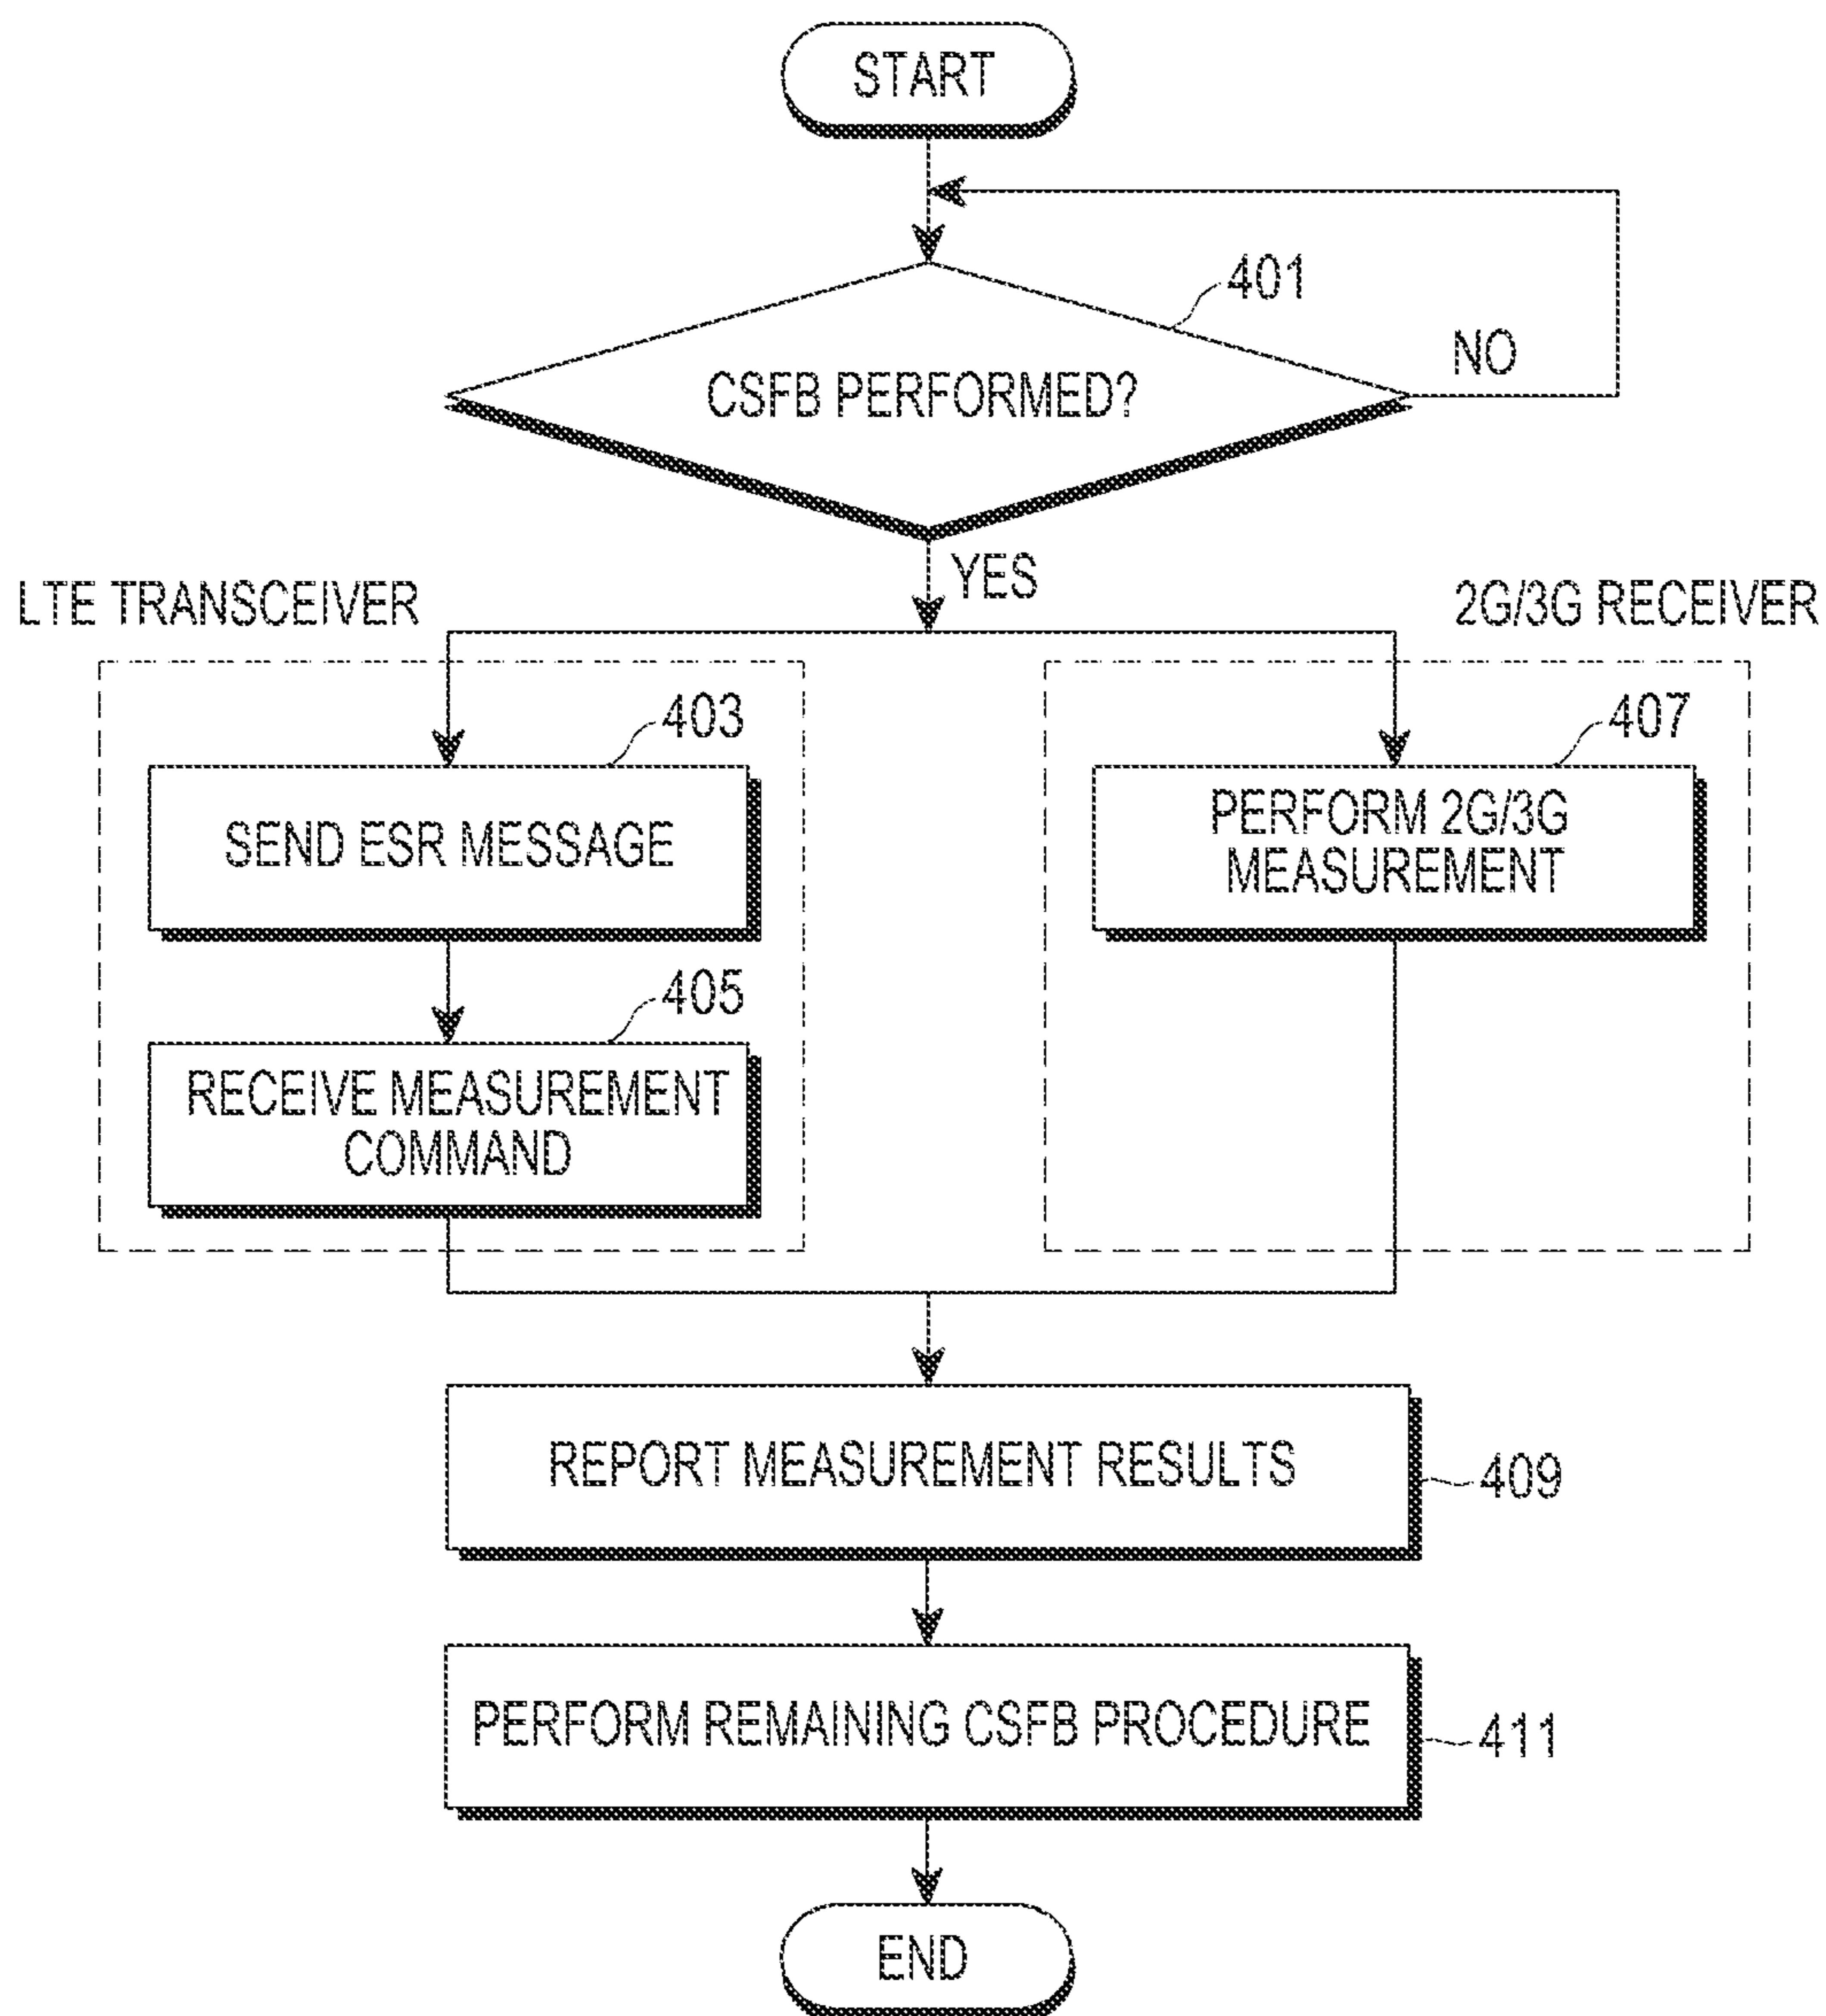 START
401
NO
CSFB PERFORMED?
YES
LTE TRANSCEIVER
2G/3G RECEIVER
403
SEND ESR MESSAGE
405
RECEIVE MEASUREMENT
COMMAND
407
PERFORM 2G/3G
MEASUREMENT
REPORT MEASUREMENT RESULTS
409
PERFORM REMAINING CSFB PROCEDURE
411
END